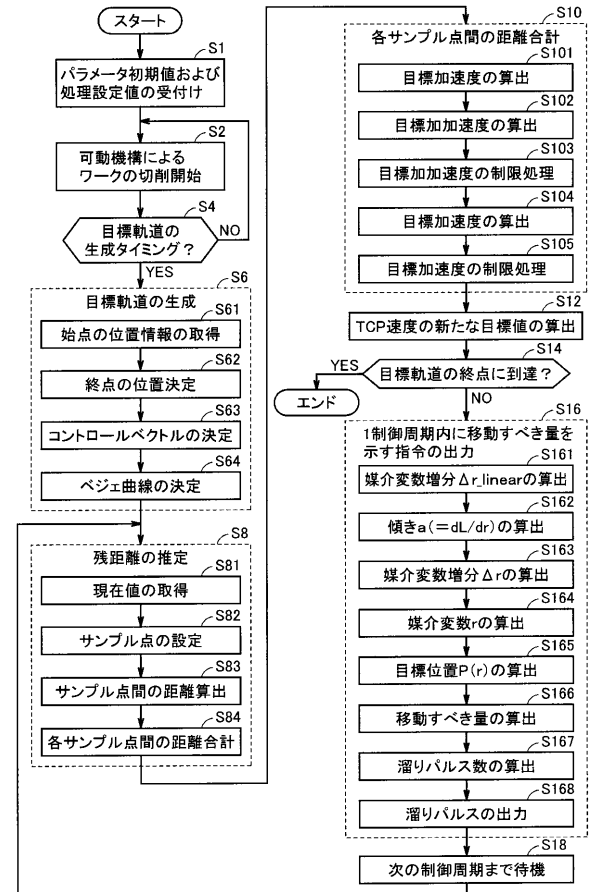 スタート
S1
パラメータ初期値および
処理設定値の受付け
S2
可動機構による
ワークの切削開始
S4
目標軌道の
生成タイミング?
NO
YES
S6
目標軌道の生成
S61
始点の位置情報の取得
S62
終点の位置決定
S63
コントロールベクトルの決定
S64
ベジェ曲線の決定
S8
残距離の推定
S81
現在値の取得
S82
サンプル点の設定
S83
サンプル点間の距離算出
S84
各サンプル点間の距離合計
S10
各サンプル点間の距離合計
S101
目標加速度の算出
S102
目標加加速度の算出
S103
目標加加速度の制限処理
S104
目標加速度の算出
S105
目標加速度の制限処理
S12
TCP速度の新たな目標値の算出
S14
目標軌道の終点に到達?
YES
エンド
NO
S16
1制御周期内に移動すべき量を
示す指令の出力
S161
媒介変数増分Δr_linearの算出
S162
傾きa(=dL/dr)の算出
S163
媒介変数増分Δrの算出
S164
媒介変数rの算出
S165
目標位置P(r)の算出
S166
移動すべき量の算出
S167
溜りパルス数の算出
S168
溜りパルスの出力
S18
次の制御周期まで待機